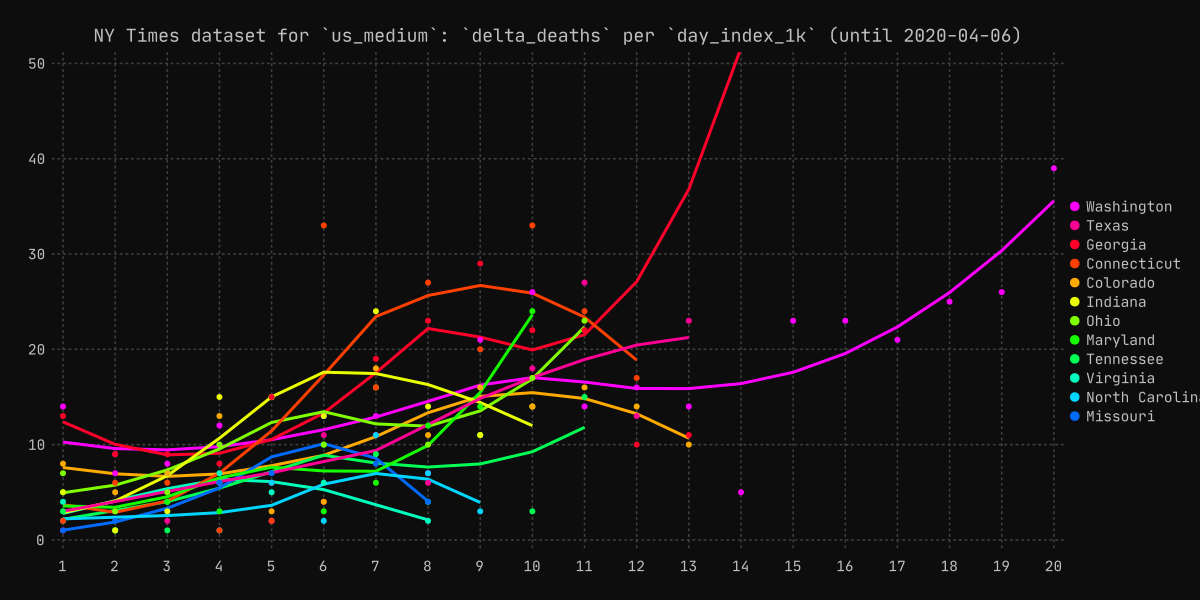 NY Times dataset for `us_medium`: `delta_deaths` per `day_index_1k` (until 2020-04-06)
50
40
30
20
10
0
1 2 3 4 5 6 7 8 9 10 11 12 13 14 15 16 17 18 19 20
Washington
Texas
Georgia
Connecticut
Colorado
Indiana
Ohio
Maryland
Tennessee
Virginia
North Carolin
Missouri